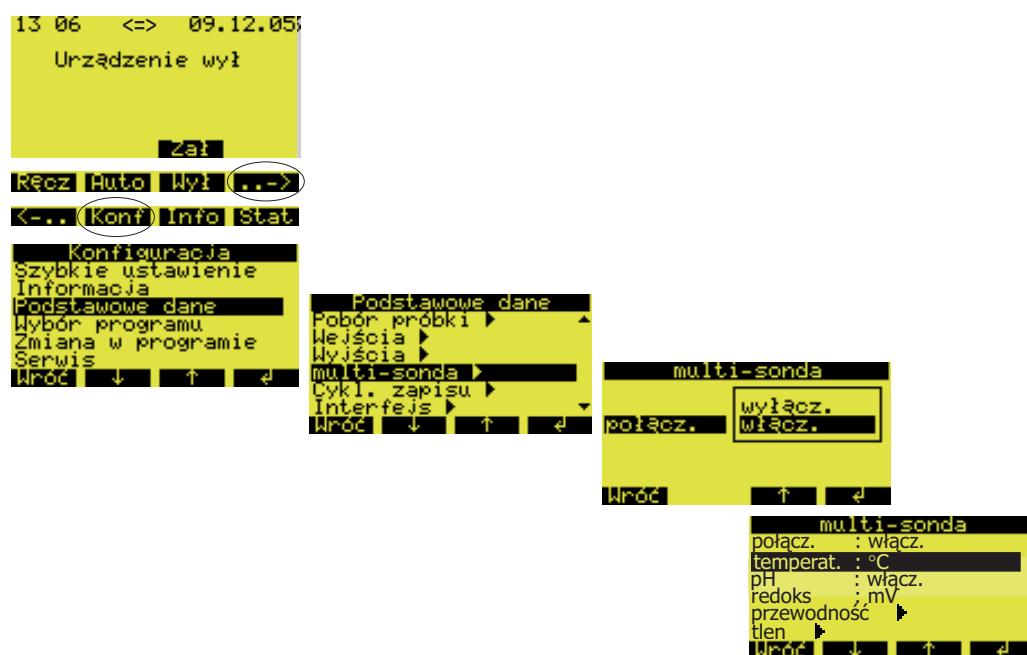 13 06 <=> 09.12.05
Urządzenie wył
Zał
Ręcz Auto Wył ..->
<-.. Konf Info Stat
Konfiguracja
Szybkie ustawienie
Informacja
Podstawowe dane
Wybór programu
Zmiana w programie
Serwis
Wróć ↓ ↑ ↲
Podstawowe dane
Pobór próbki ▶
Wejścia ▶
Wyjścia ▶
multi-sonda ▶
Cykl. zapisu ▶
Interfejs ▶
Wróć ↓ ↑ ↲
multi-sonda
wyłącz.
połącz. włącz.
Wróć ↑ ↲
multi-sonda
połącz. : włącz.
temperat. : °C
pH : włącz.
redoks : mV
przewodność ▶
tlen ▶
Wróć ↓ ↑ ↲